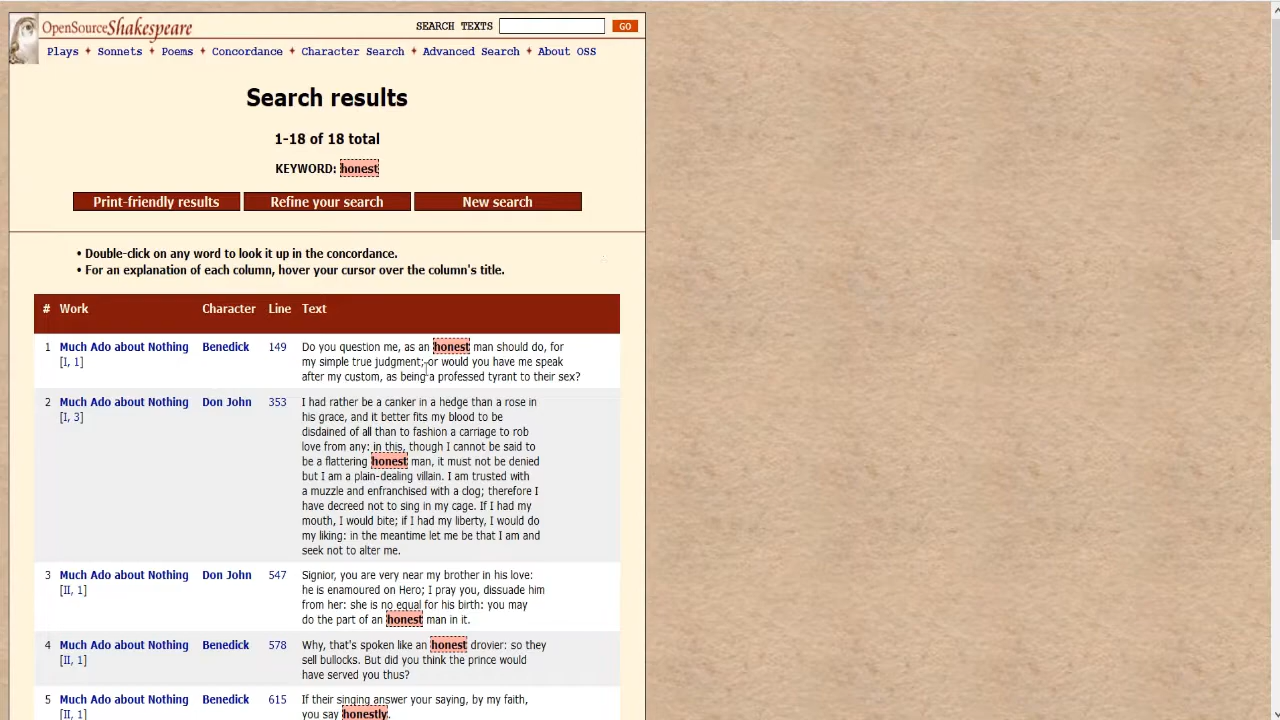 OpenSourceShakespeare SEARCH TEXTS GO
Plays ♦ Sonnets ♦ Poems ♦ Concordance ♦ Character Search ♦ Advanced Search ♦ About OSS
Search results
1-18 of 18 total
KEYWORD: honest
Print-friendly results Refine your search New search
• Double-click on any word to look it up in the concordance.
• For an explanation of each column, hover your cursor over the column's title.
# Work Character Line Text
1 Much Ado about Nothing Benedick 149 Do you question me, as an honest man should do, for
[I, 1] my simple true judgment; or would you have me speak
after my custom, as being a professed tyrant to their sex?
2 Much Ado about Nothing Don John 353 I had rather be a canker in a hedge than a rose in
[I, 3] his grace, and it better fits my blood to be
disdained of all than to fashion a carriage to rob
love from any: in this, though I cannot be said to
be a flattering honest man, it must not be denied
but I am a plain-dealing villain. I am trusted with
a muzzle and enfranchised with a clog; therefore I
have decreed not to sing in my cage. If I had my
mouth, I would bite; if I had my liberty, I would do
my liking: in the meantime let me be that I am and
seek not to alter me.
3 Much Ado about Nothing Don John 547 Signior, you are very near my brother in his love:
[II, 1] he is enamoured on Hero; I pray you, dissuade him
from her: she is no equal for his birth: you may
do the part of an honest man in it.
4 Much Ado about Nothing Benedick 578 Why, that's spoken like an honest drovier: so they
[II, 1] sell bullocks. But did you think the prince would
have served you thus?
5 Much Ado about Nothing Benedick 615 If their singing answer your saying, by my faith,
[II, 1] you say honestly.